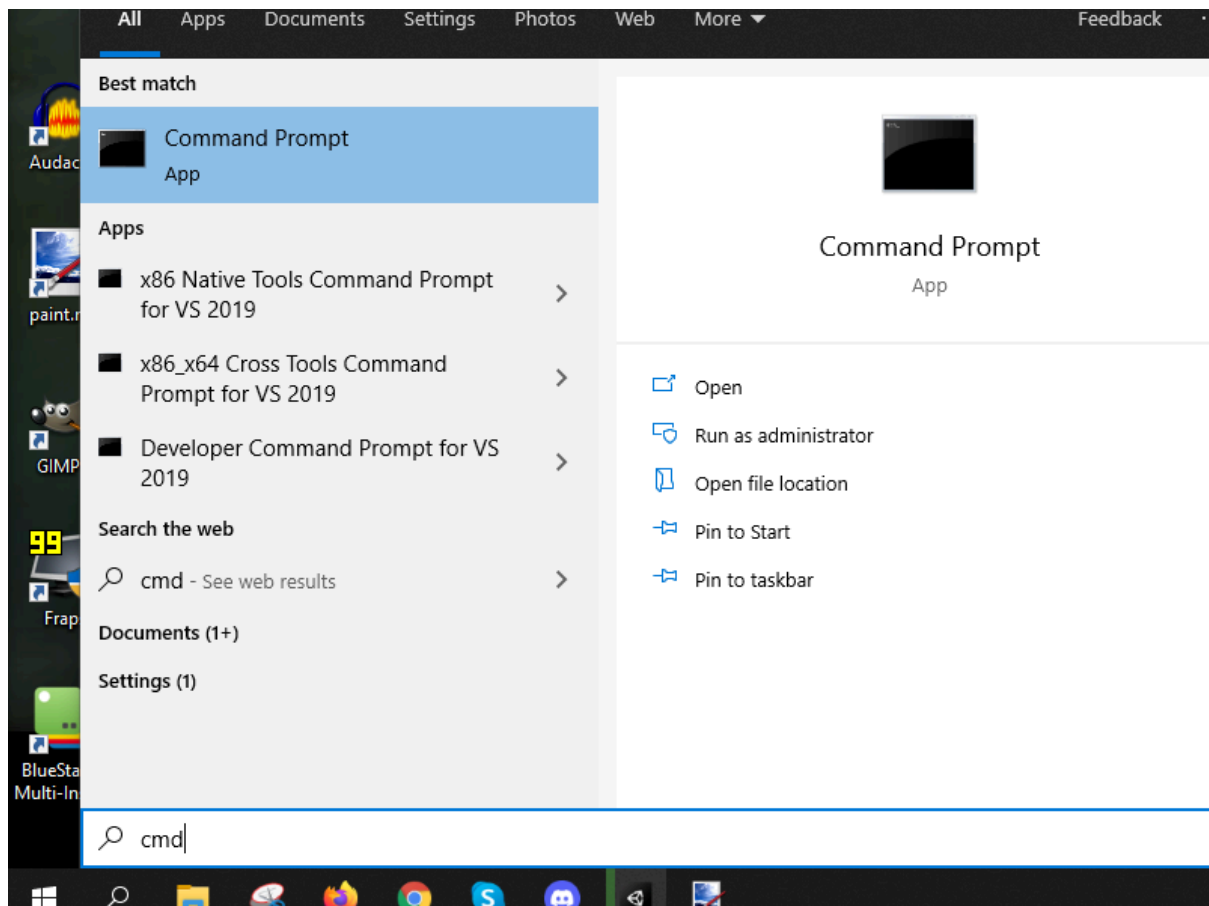 All Apps Documents Settings Photos Web More Feedback
Best match
Command Prompt
App
Apps
x86 Native Tools Command Prompt
for VS 2019
x86_x64 Cross Tools Command
Prompt for VS 2019
Developer Command Prompt for VS
2019
Search the web
cmd - See web results
Documents (1+)
Settings (1)
cmd
Command Prompt
App
Open
Run as administrator
Open file location
Pin to Start
Pin to taskbar
Audac
paint.n
GIMP
99
Frap
BlueSta
Multi-In